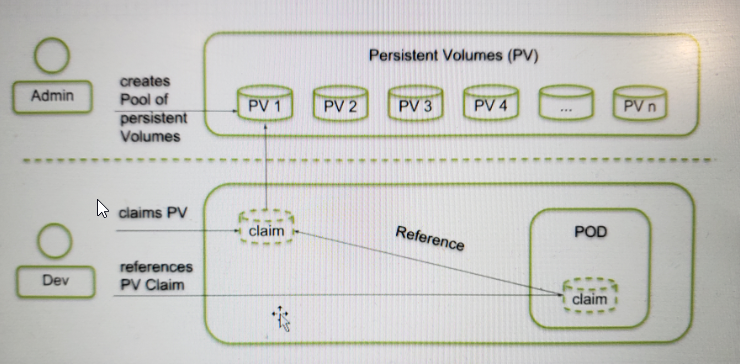 Persistent Volumes (PV)
Admin
creates
Pool of
persistent
Volumes
PV 1
PV 2
PV 3
PV 4
...
PV n
claims PV
claim
Reference
POD
Dev
references
PV Claim
claim